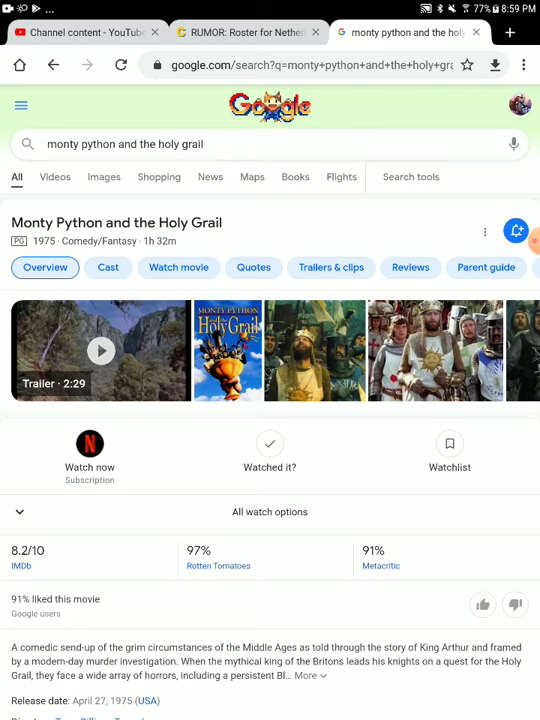 77% 8:59 PM
Channel content - YouTube
RUMOR: Roster for Nether
monty python and the holy
google.com/search?q=monty+python+and+the+holy+gra
Google
monty python and the holy grail
All Videos Images Shopping News Maps Books Flights Search tools
Monty Python and the Holy Grail
PG 1975 · Comedy/Fantasy · 1h 32m
Overview Cast Watch movie Quotes Trailers & clips Reviews Parent guide
Trailer · 2:29
MONTY PYTHON
Holy Grail
N
Watch now Watched it? Watchlist
Subscription
All watch options
8.2/10 97% 91%
IMDb Rotten Tomatoes Metacritic
91% liked this movie
Google users
A comedic send-up of the grim circumstances of the Middle Ages as told through the story of King Arthur and framed
by a modern-day murder investigation. When the mythical king of the Britons leads his knights on a quest for the Holy
Grail, they face a wide array of horrors, including a persistent Bl... More
Release date: April 27, 1975 (USA)